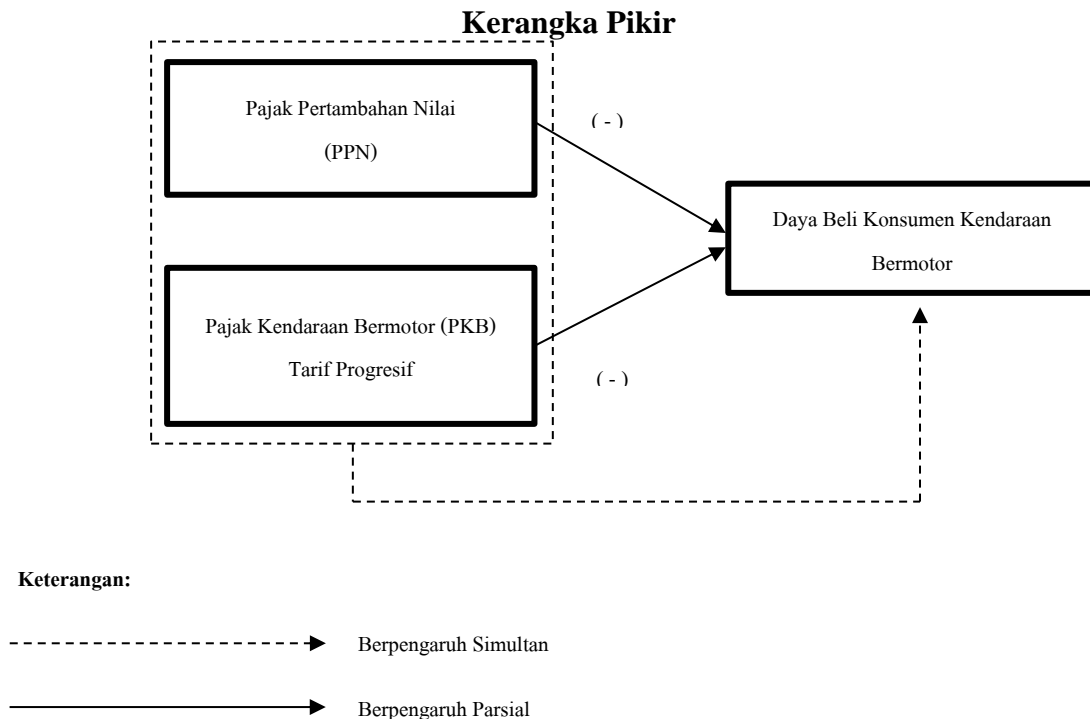 Kerangka Pikir
Pajak Pertambahan Nilai
(PPN)
( - )
Daya Beli Konsumen Kendaraan
Bermotor
Pajak Kendaraan Bermotor (PKB)
Tarif Progresif
( - )
Keterangan:
Berpengaruh Simultan
Berpengaruh Parsial